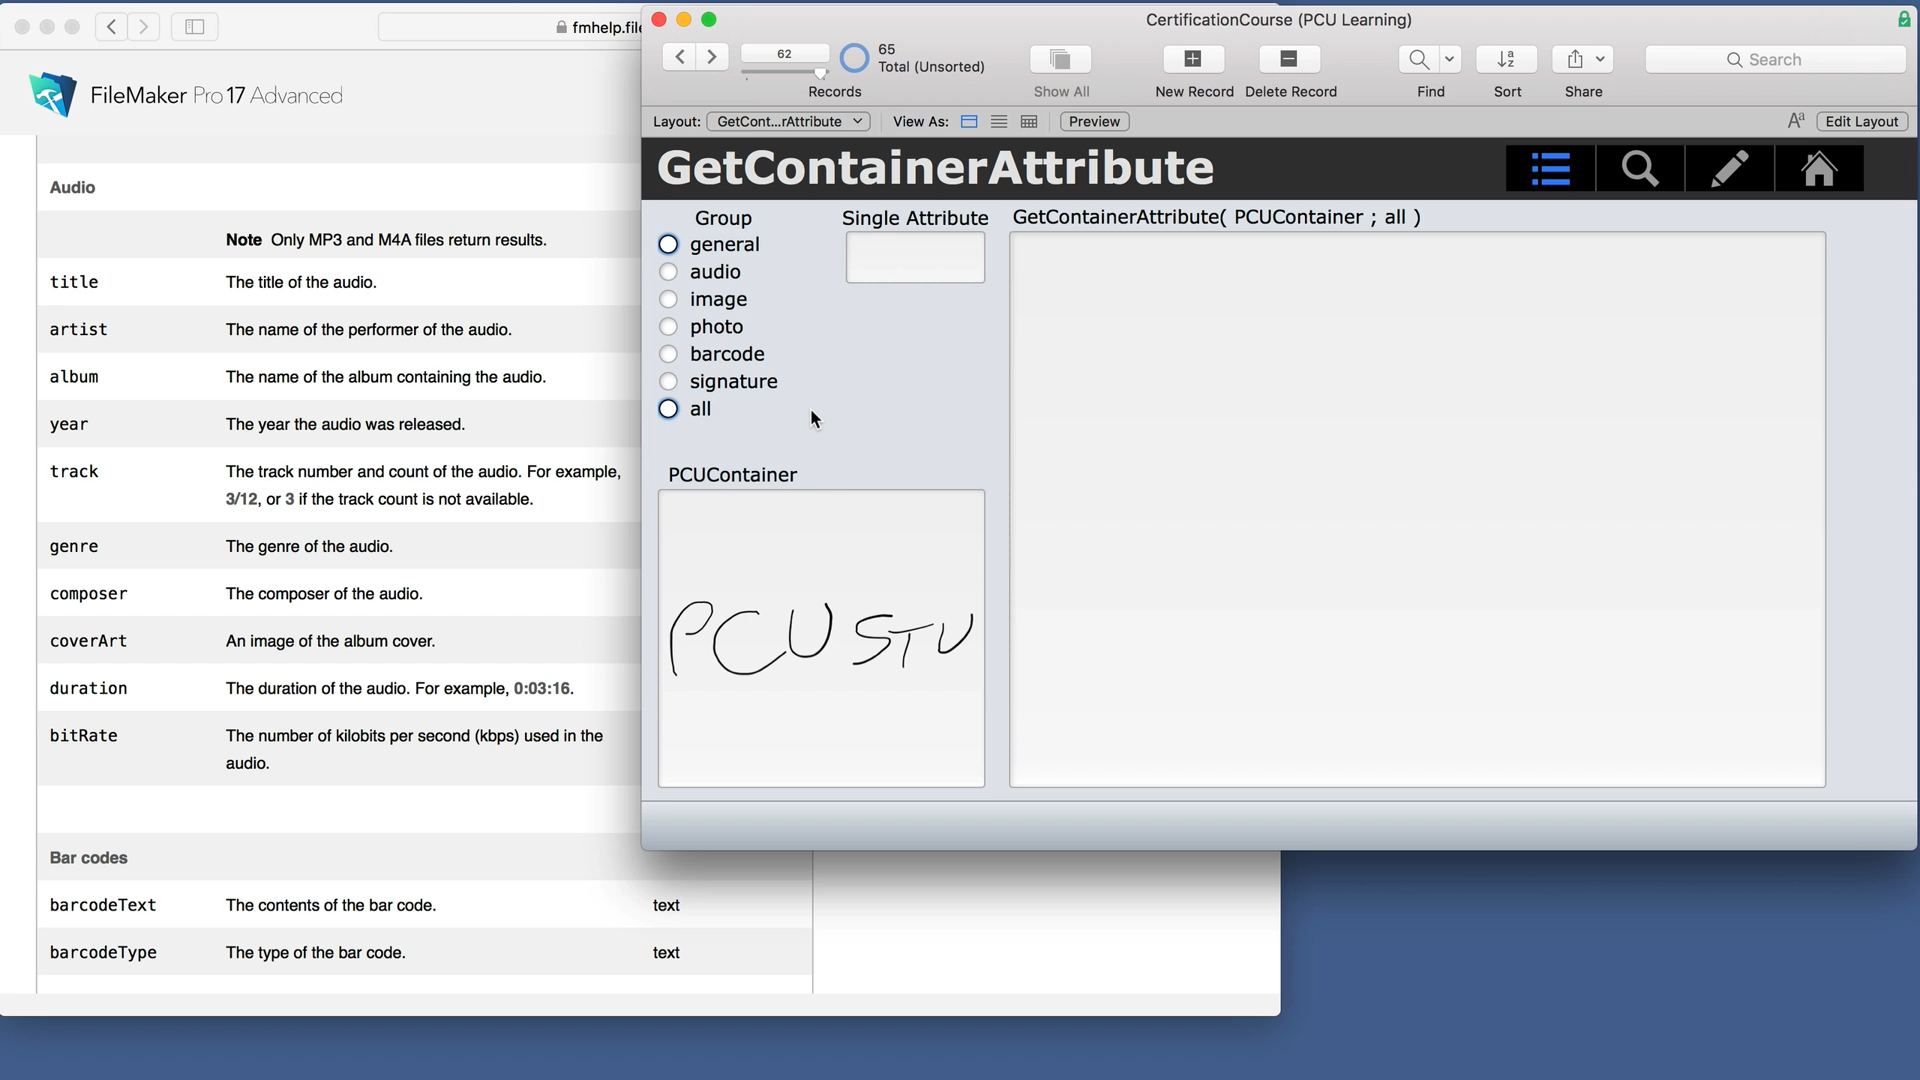 fmhelp.file
FileMaker Pro 17 Advanced
Audio
Note Only MP3 and M4A files return results.
title The title of the audio.
artist The name of the performer of the audio.
album The name of the album containing the audio.
year The year the audio was released.
track The track number and count of the audio. For example,
3/12, or 3 if the track count is not available.
genre The genre of the audio.
composer The composer of the audio.
coverArt An image of the album cover.
duration The duration of the audio. For example, 0:03:16.
bitRate The number of kilobits per second (kbps) used in the
audio.
Bar codes
barcodeText The contents of the bar code. text
barcodeType The type of the bar code. text
CertificationCourse (PCU Learning)
62
65
Total (Unsorted)
Search
Records Show All New Record Delete Record Find Sort Share
Layout: GetCont...rAttribute View As: Preview Aa Edit Layout
GetContainerAttribute
Group Single Attribute GetContainerAttribute( PCUContainer ; all )
general
audio
image
photo
barcode
signature
all
PCUContainer
PCU STU